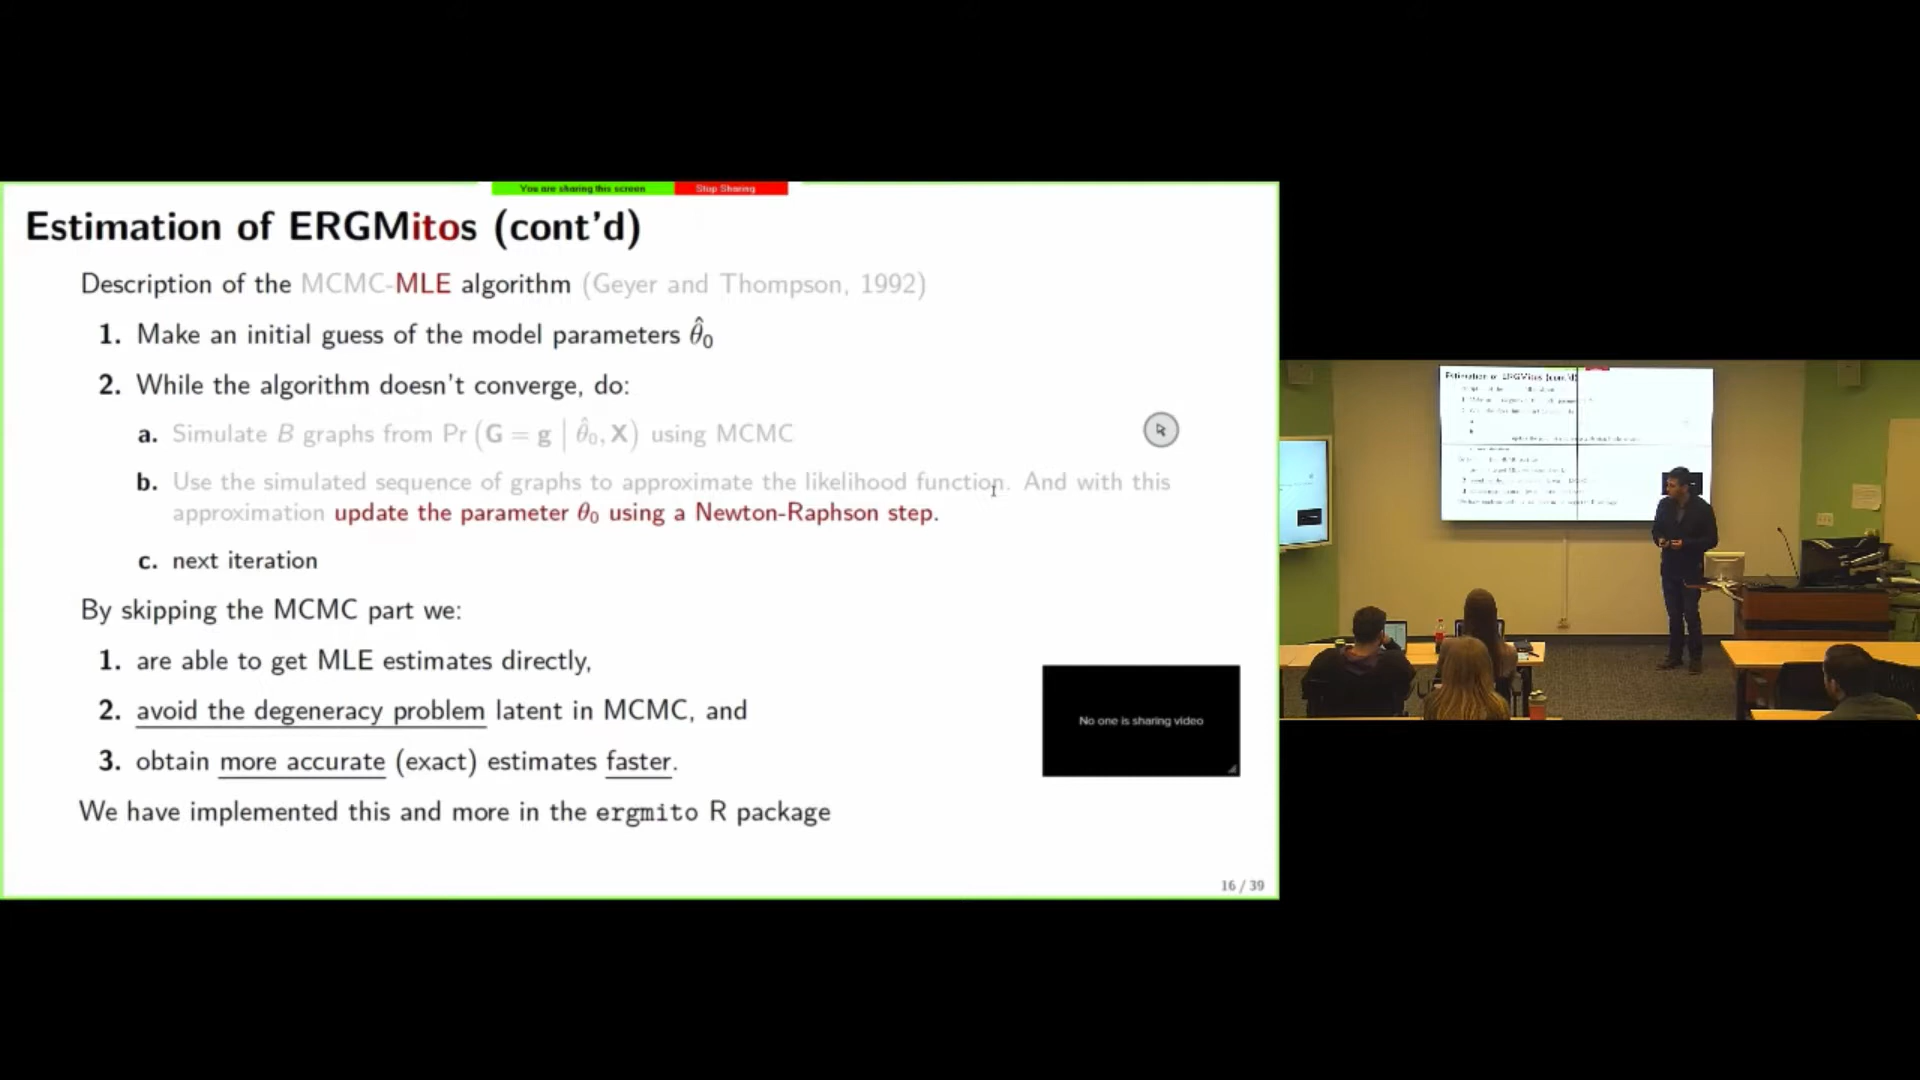 You are sharing this screen Stop Sharing
Estimation of ERGMitos (cont'd)
Description of the MCMC-MLE algorithm (Geyer and Thompson, 1992)
1. Make an initial guess of the model parameters θ̂₀
2. While the algorithm doesn't converge, do:
a. Simulate B graphs from Pr (G = g | θ̂₀, X) using MCMC
b. Use the simulated sequence of graphs to approximate the likelihood function. And with this
approximation update the parameter θ₀ using a Newton-Raphson step.
c. next iteration
By skipping the MCMC part we:
1. are able to get MLE estimates directly,
2. avoid the degeneracy problem latent in MCMC, and
3. obtain more accurate (exact) estimates faster.
We have implemented this and more in the ergmito R package
No one is sharing video
16 / 39
Estimation of ERGMitos (cont'd)